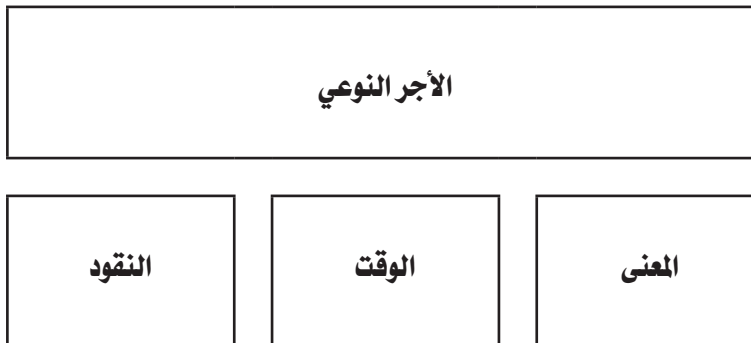 الأجر النوعي
المعنى
الوقت
النقود